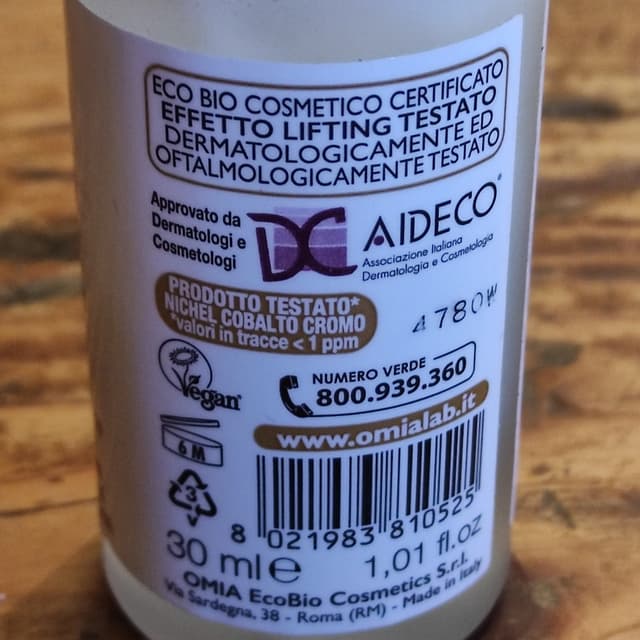 ECO BIO COSMETICO CERTIFICATO
EFFETTO LIFTING TESTATO
DERMATOLOGICAMENTE ED
OFTALMOLOGICAMENTE TESTATO
Approvato da
Dermatologi e
Cosmetologi
DC
AIDECO
Associazione Italiana
Dermatologia e Cosmetologia
PRODOTTO TESTATO*
NICHEL COBALTO CROMO
*valori in tracce < 1 ppm
4780W
Vegan
NUMERO VERDE
800.939.360
6 M
www.omialab.it
3
8 021983 810525
30 ml e 1,01 fl.oz
OMIA EcoBio Cosmetics S.r.l.
Via Sardegna, 38 - Roma (RM) - Made in Italy